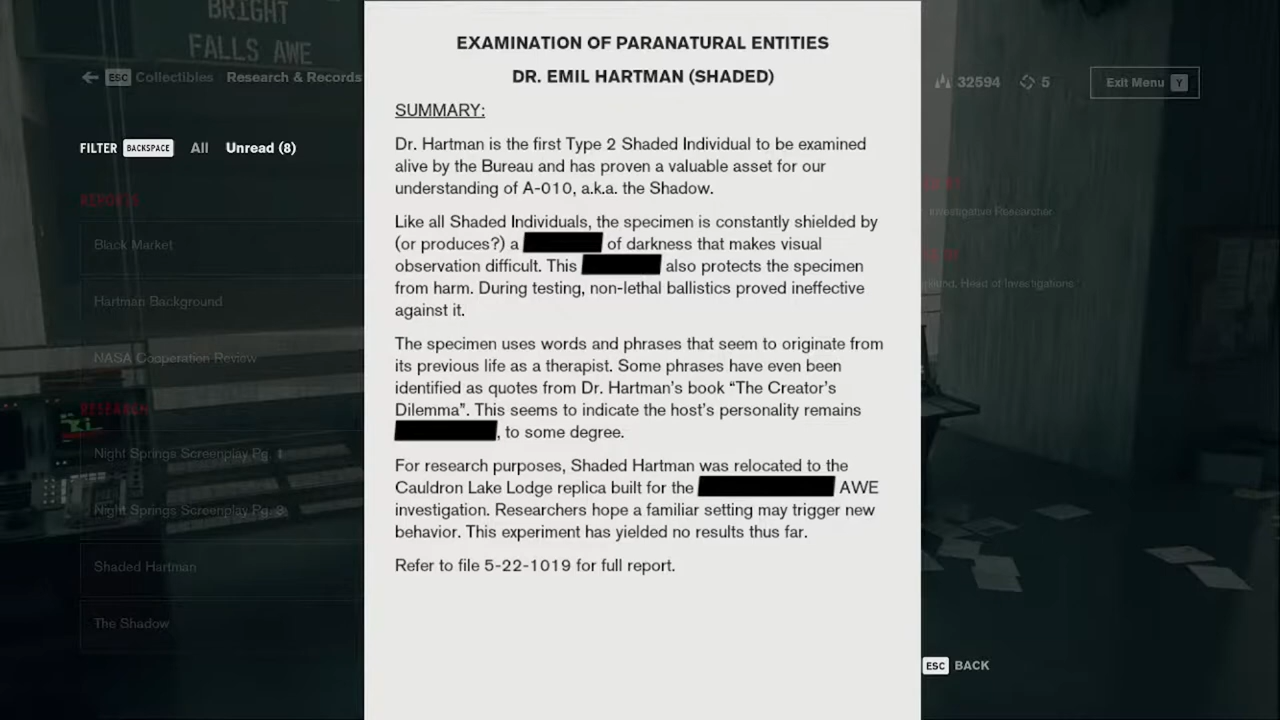 BRIGHT
FALLS AWE
← ESC Collectibles Research & Records
32594 5 Exit Menu Y
FILTER BACKSPACE All Unread (8)
REPORTS
Black Market
Hartman Background
NASA Cooperation Review
RESEARCH
Night Springs Screenplay Pg. 1
Night Springs Screenplay Pg.
Shaded Hartman
The Shadow
EXAMINATION OF PARANATURAL ENTITIES
DR. EMIL HARTMAN (SHADED)
SUMMARY:
Dr. Hartman is the first Type 2 Shaded Individual to be examined
alive by the Bureau and has proven a valuable asset for our
understanding of A-010, a.k.a. the Shadow.
Like all Shaded Individuals, the specimen is constantly shielded by
(or produces?) a of darkness that makes visual
observation difficult. This also protects the specimen
from harm. During testing, non-lethal ballistics proved ineffective
against it.
The specimen uses words and phrases that seem to originate from
its previous life as a therapist. Some phrases have even been
identified as quotes from Dr. Hartman's book “The Creator's
Dilemma”. This seems to indicate the host's personality remains
, to some degree.
For research purposes, Shaded Hartman was relocated to the
Cauldron Lake Lodge replica built for the AWE
investigation. Researchers hope a familiar setting may trigger new
behavior. This experiment has yielded no results thus far.
Refer to file 5-22-1019 for full report.
Investigative Researcher
, Head of Investigations
ESC BACK